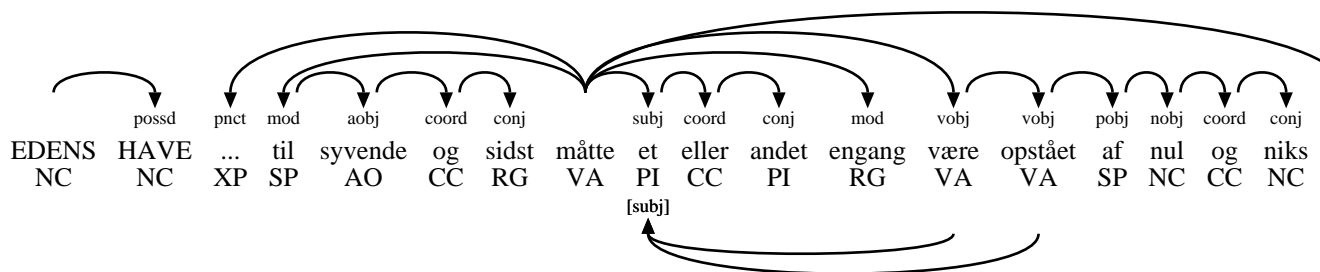 possd pnct mod aobj coord conj subj coord conj mod vobj vobj pobj nobj coord conj
EDENS HAVE ... til syvende og sidst måtte et eller andet engang være opstået af nul og niks
NC NC XP SP AO CC RG VA PI CC PI RG VA VA SP NC CC NC
[subj]